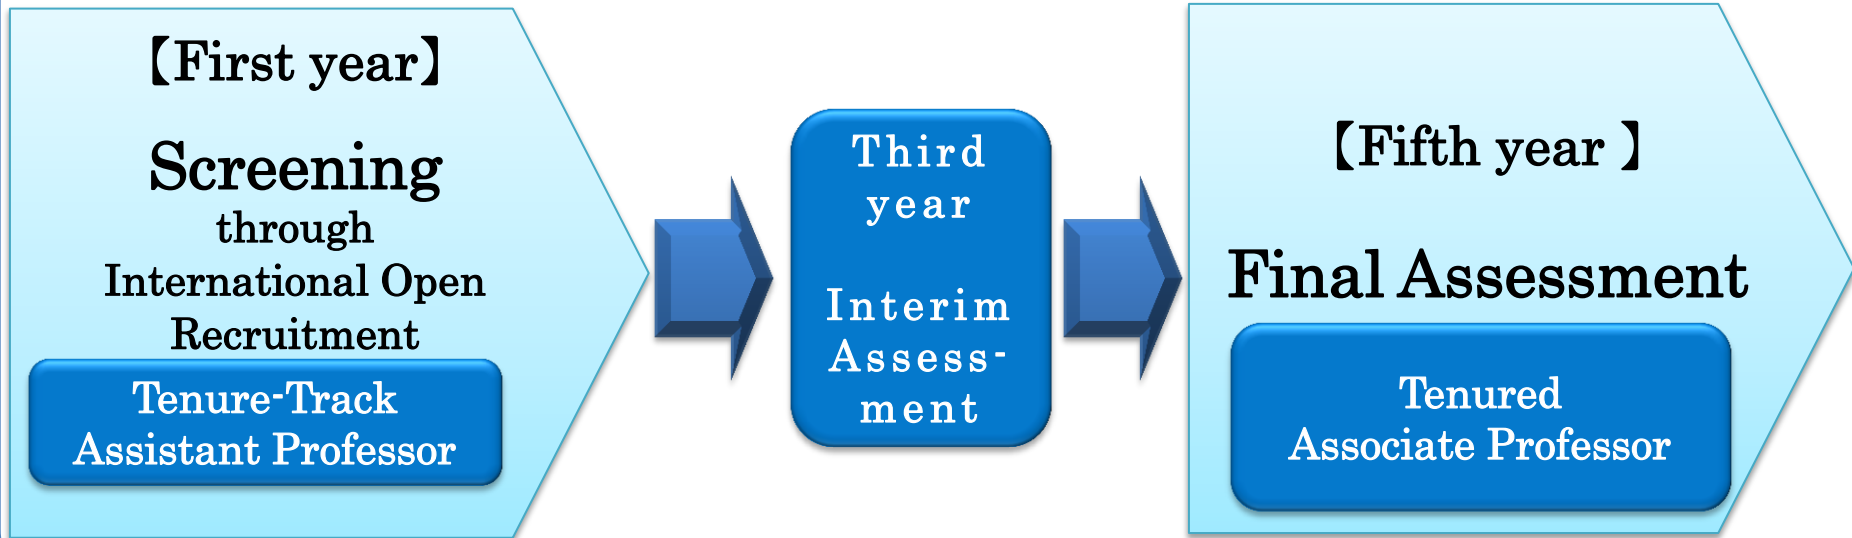 【First year】
Screening
through
International Open
Recruitment
Tenure-Track
Assistant Professor
Third
year
Interim
Assess-
ment
【Fifth year 】
Final Assessment
Tenured
Associate Professor